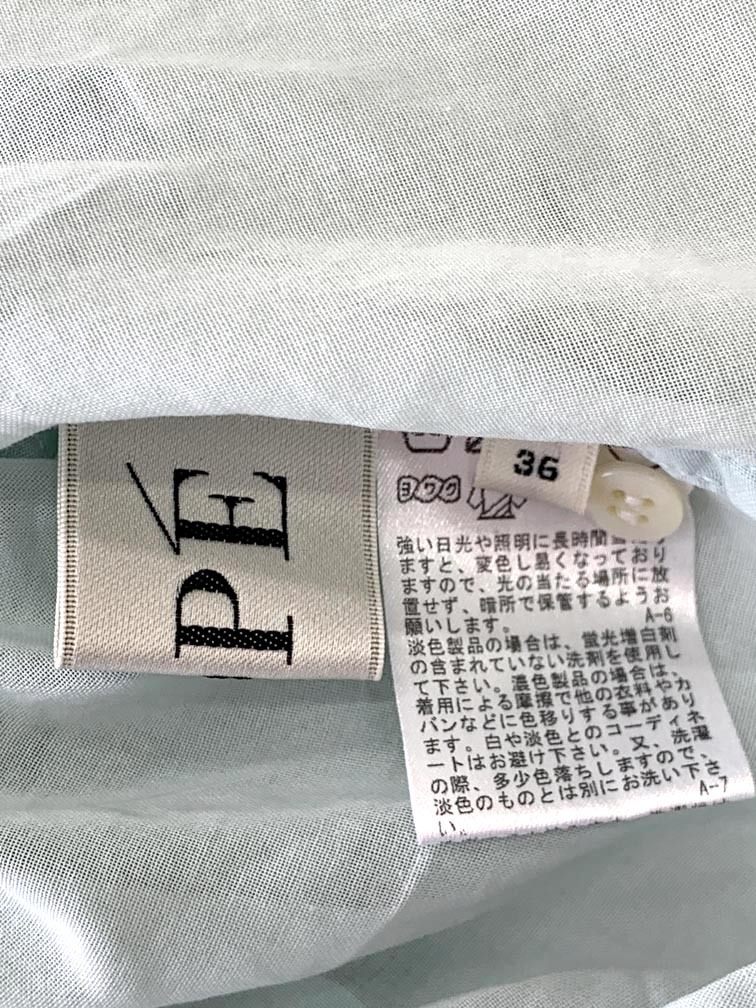 PÉ
36
ヨワク
強い日光や照明に長時間当たり
ますと、変色し易くなっており
ますので、光の当たる場所に放
置せず、暗所で保管するようお
願いします。
A-6
淡色製品の場合は、蛍光増白剤
の含まれていない洗剤を使用し
て下さい。濃色製品の場合は、
着用による摩擦で他の衣料やカ
バンなどに色移りする事があり
ます。白や淡色とのコーディネ
ートはお避け下さい。又、洗濯
の際、多少色落ちしますので、
淡色のものとは別にお洗い下さ
い。
A-7